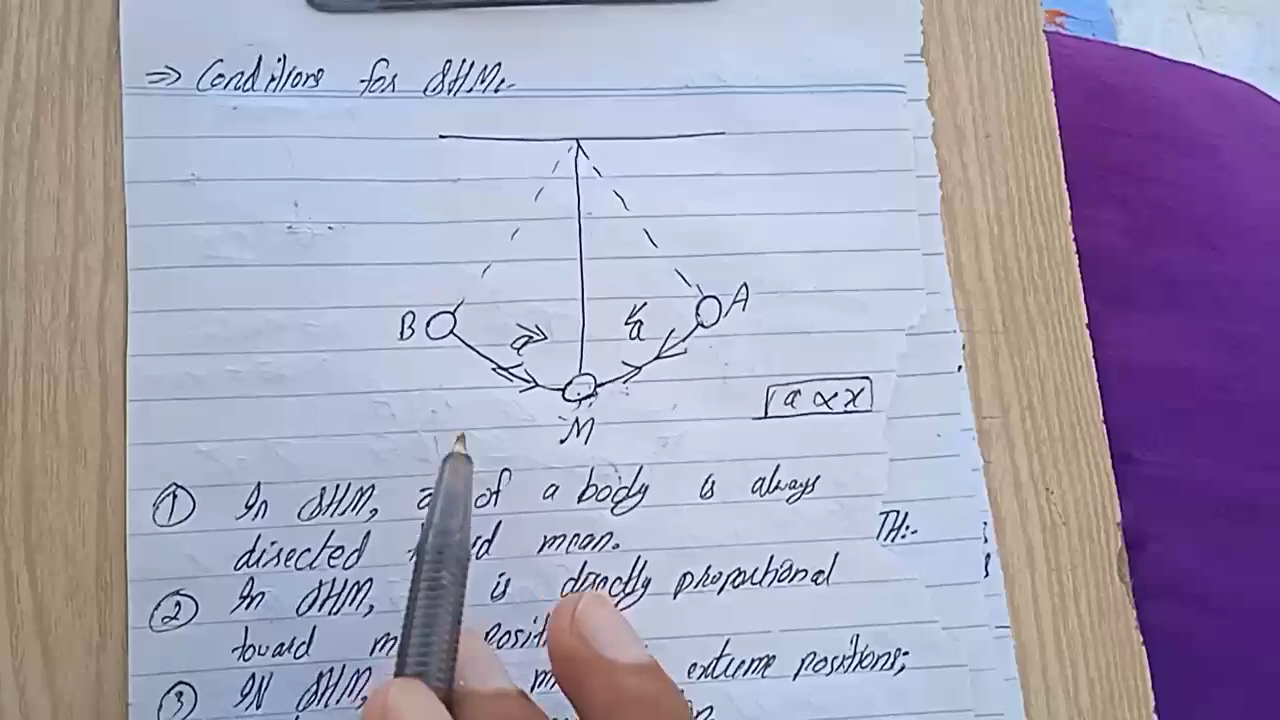 ⇒ Conditions for SHM:-
B
a
a
A
a ∝ x
M
① In SHM, a of a body is always
directed mean.
TH:-
② In SHM, is directly proportional
toward
③ IN SHM, extreme positions;